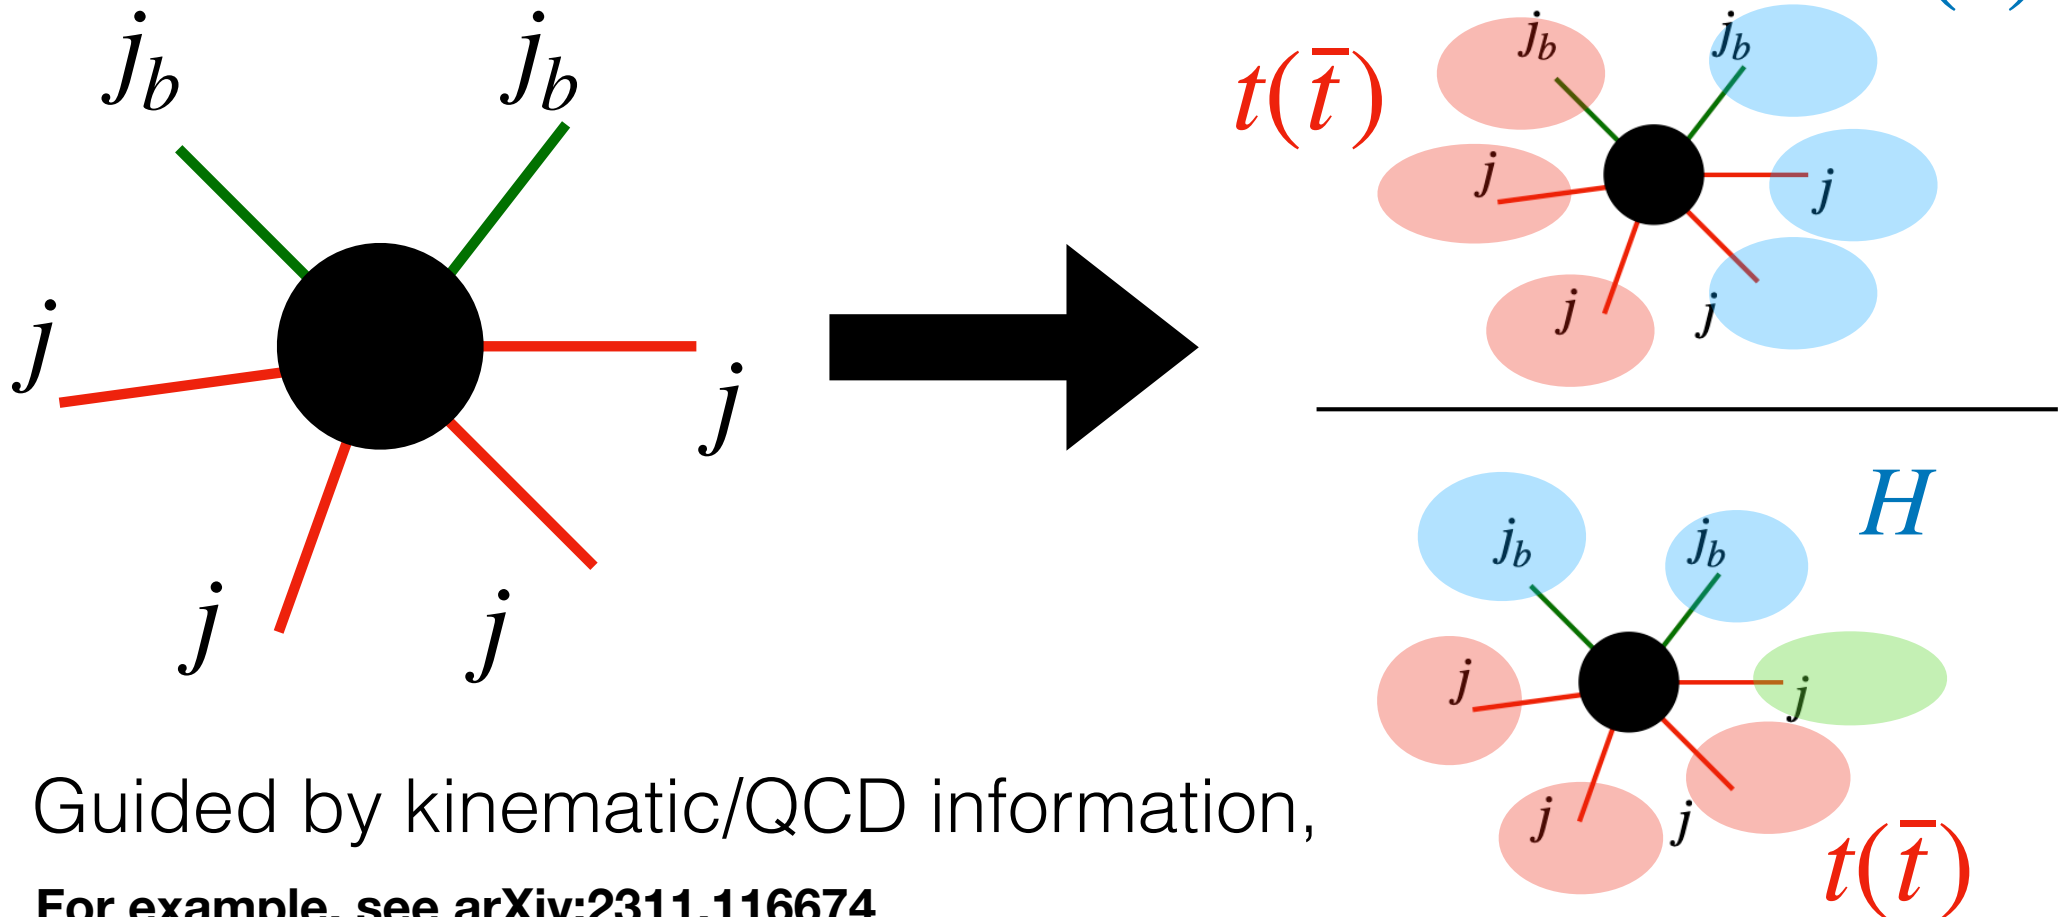 j_b j_b
j j
j j
t(t̄)
j_b j_b
j j
j j
H
j_b j_b
j j
j j
t(t̄)
Guided by kinematic/QCD information,
For example, see arXiv:2311.116674